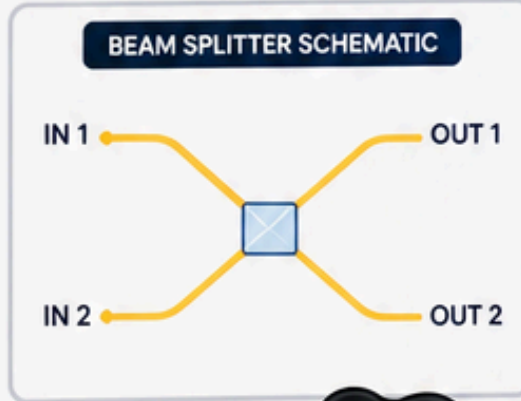 BEAM SPLITTER SCHEMATIC
IN 1
OUT 1
IN 2
OUT 2